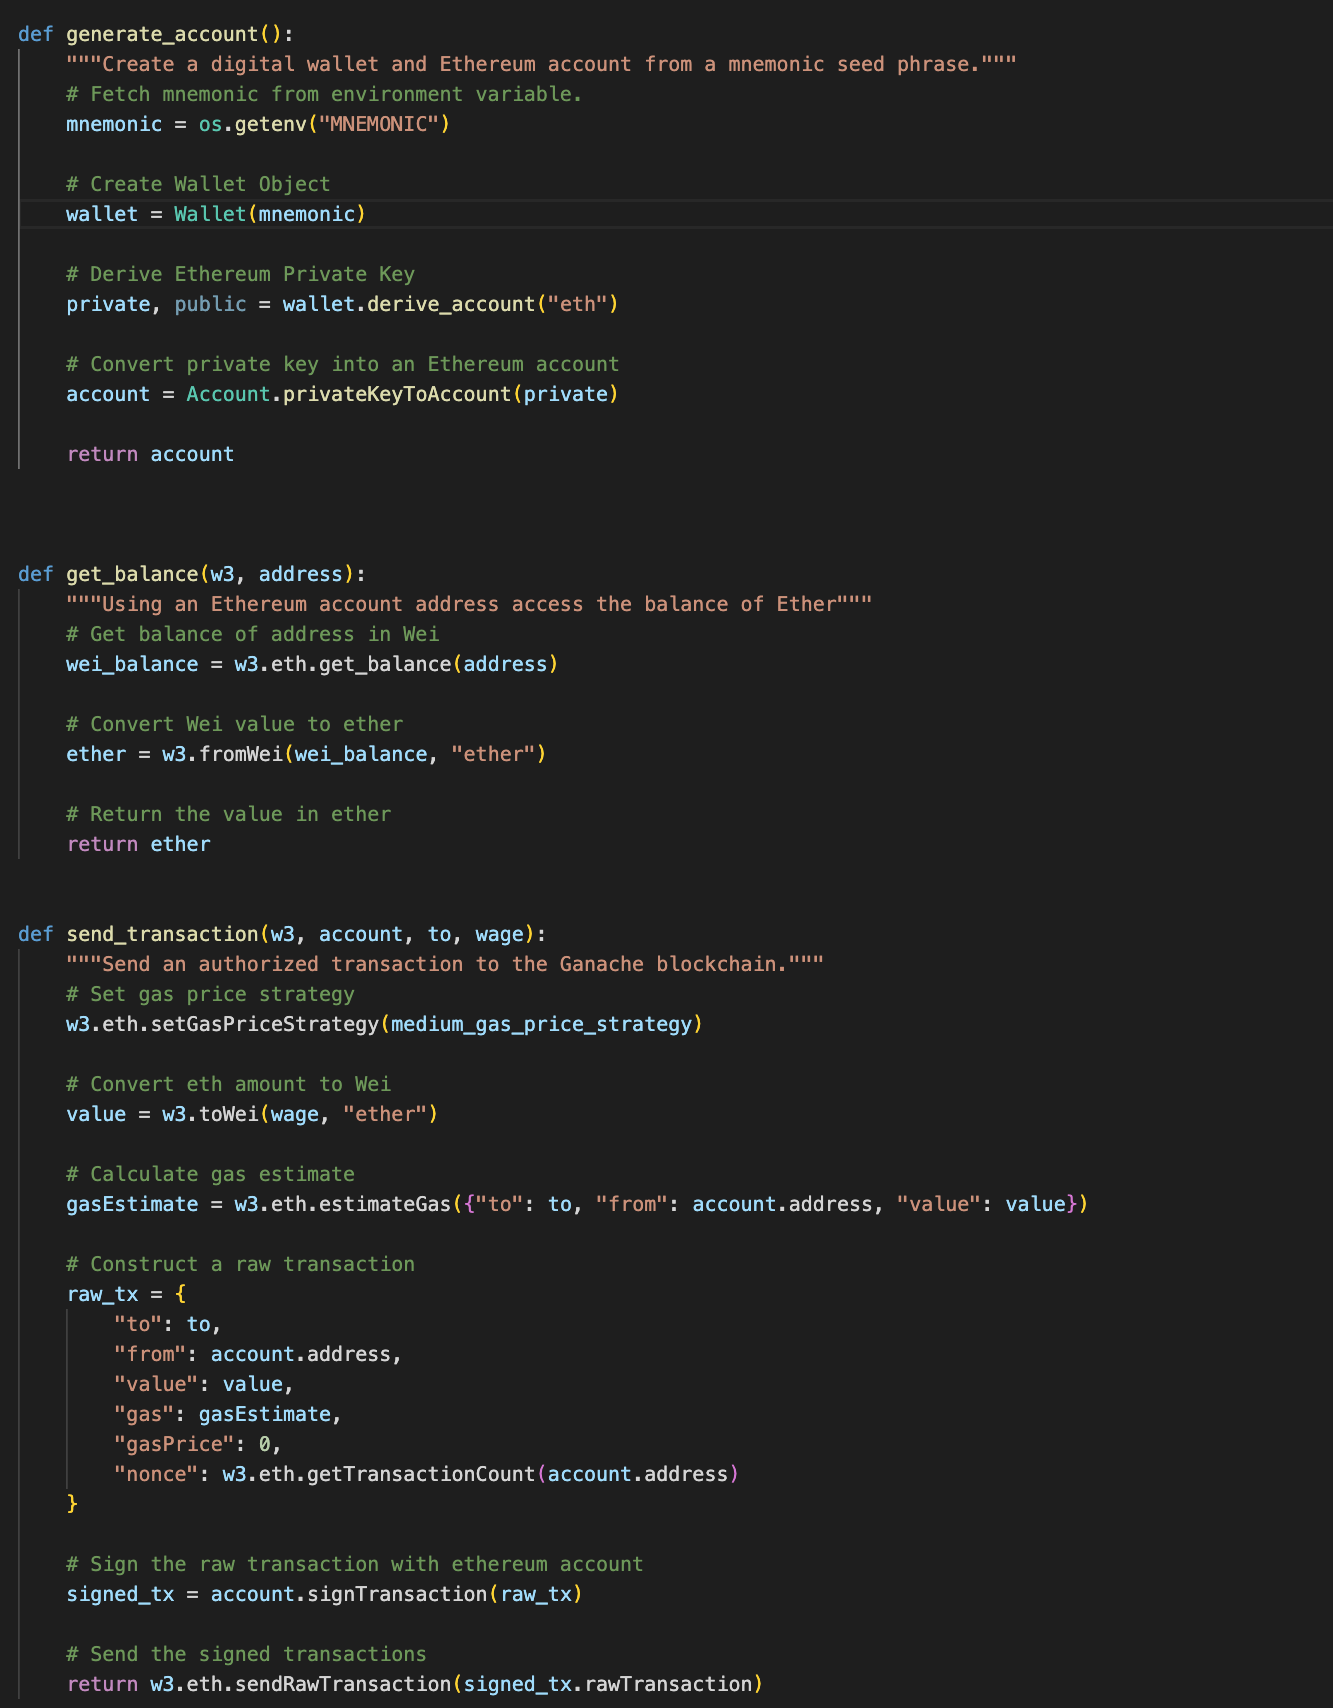 def generate_account():
    """Create a digital wallet and Ethereum account from a mnemonic seed phrase."""
    # Fetch mnemonic from environment variable.
    mnemonic = os.getenv("MNEMONIC")

    # Create Wallet Object
    wallet = Wallet(mnemonic)

    # Derive Ethereum Private Key
    private, public = wallet.derive_account("eth")

    # Convert private key into an Ethereum account
    account = Account.privateKeyToAccount(private)

    return account


def get_balance(w3, address):
    """Using an Ethereum account address access the balance of Ether"""
    # Get balance of address in Wei
    wei_balance = w3.eth.get_balance(address)

    # Convert Wei value to ether
    ether = w3.fromWei(wei_balance, "ether")

    # Return the value in ether
    return ether


def send_transaction(w3, account, to, wage):
    """Send an authorized transaction to the Ganache blockchain."""
    # Set gas price strategy
    w3.eth.setGasPriceStrategy(medium_gas_price_strategy)

    # Convert eth amount to Wei
    value = w3.toWei(wage, "ether")

    # Calculate gas estimate
    gasEstimate = w3.eth.estimateGas({"to": to, "from": account.address, "value": value})

    # Construct a raw transaction
    raw_tx = {
        "to": to,
        "from": account.address,
        "value": value,
        "gas": gasEstimate,
        "gasPrice": 0,
        "nonce": w3.eth.getTransactionCount(account.address)
    }

    # Sign the raw transaction with ethereum account
    signed_tx = account.signTransaction(raw_tx)

    # Send the signed transactions
    return w3.eth.sendRawTransaction(signed_tx.rawTransaction)